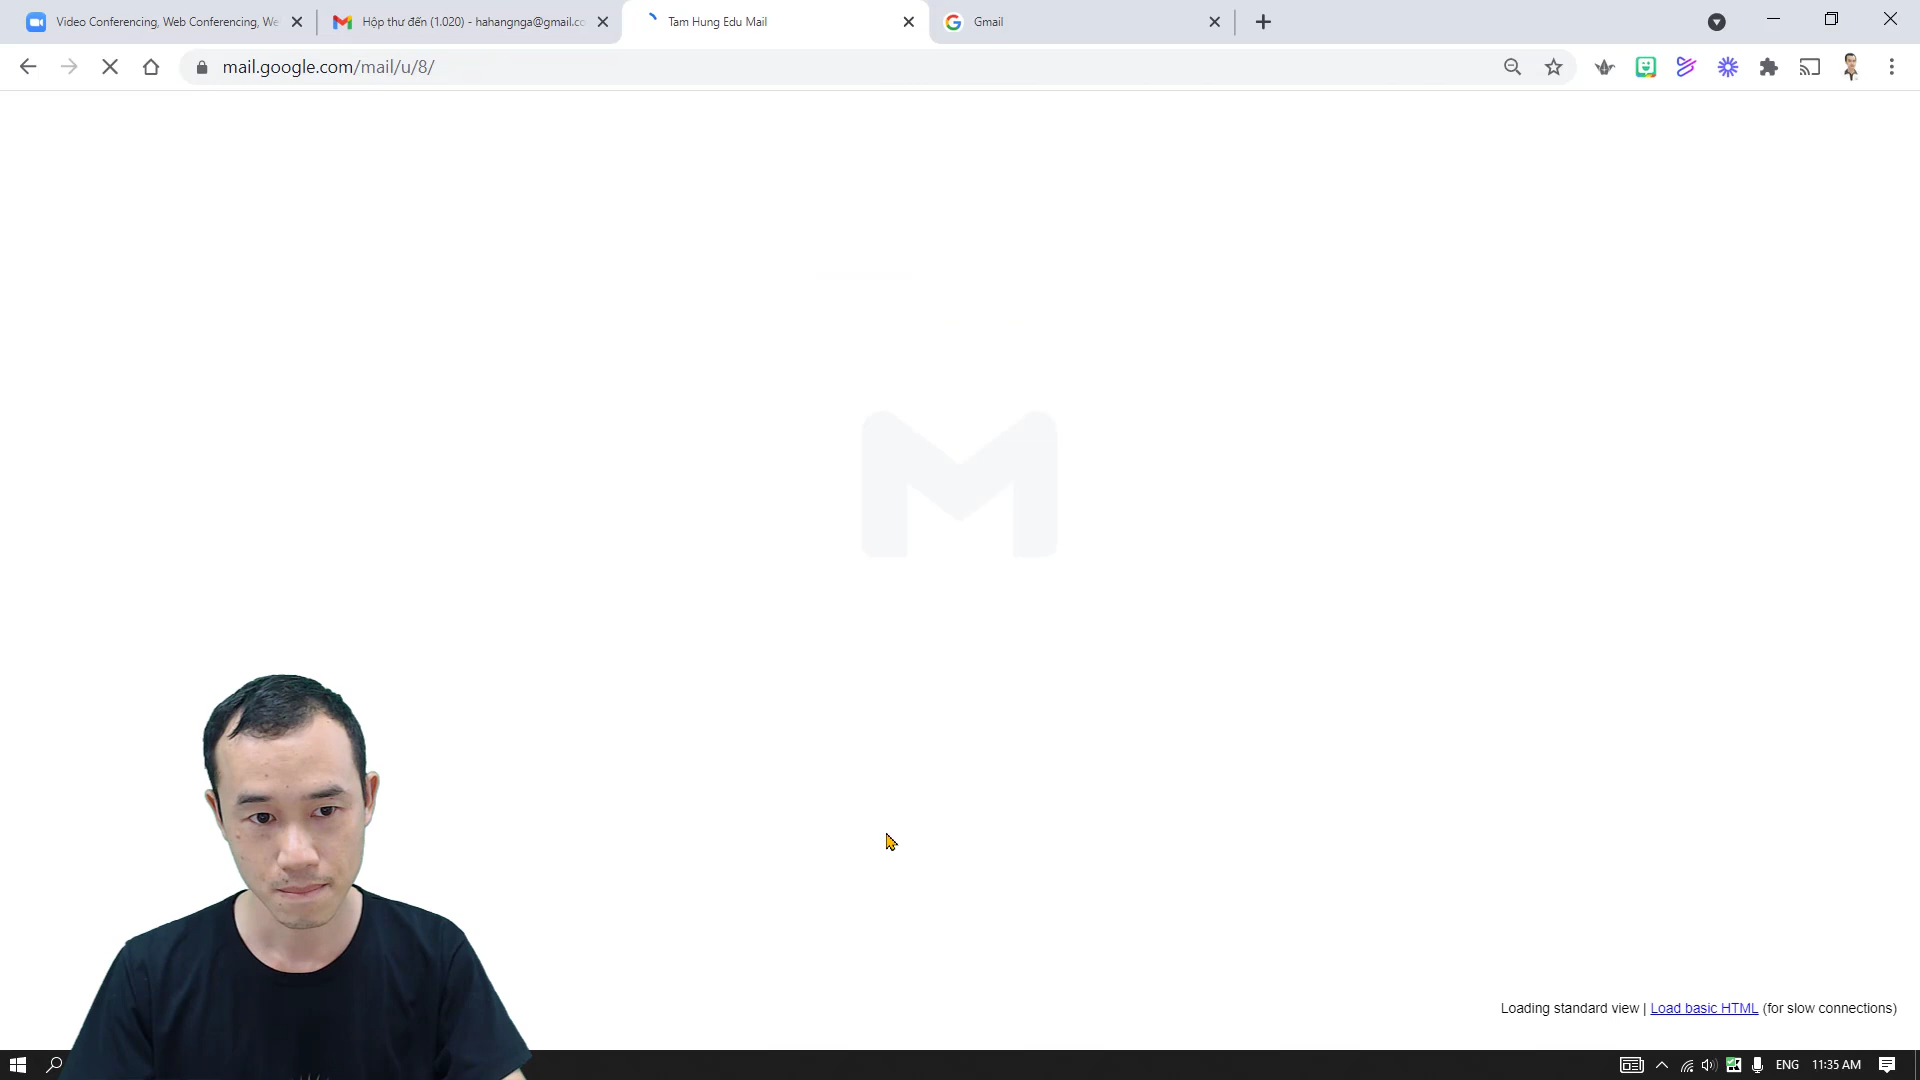 Video Conferencing, Web Conferencing, We
Hộp thư đến (1.020) - hahangnga@gmail.co
Tam Hung Edu Mail
Gmail
mail.google.com/mail/u/8/
Loading standard view | Load basic HTML (for slow connections)
ENG
11:35 AM